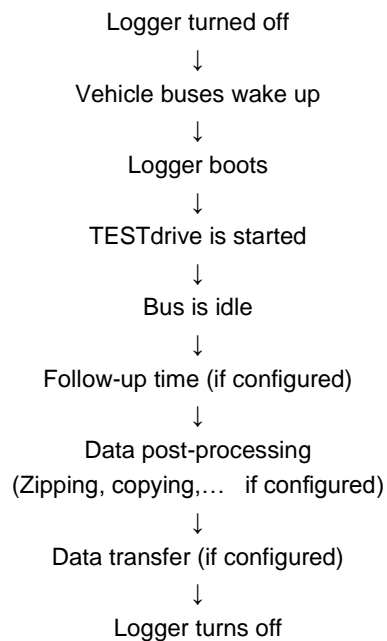 Logger turned off
↓
Vehicle buses wake up
↓
Logger boots
↓
TESTdrive is started
↓
Bus is idle
↓
Follow-up time (if configured)
↓
Data post-processing
(Zipping, copying,… if configured)
↓
Data transfer (if configured)
↓
Logger turns off